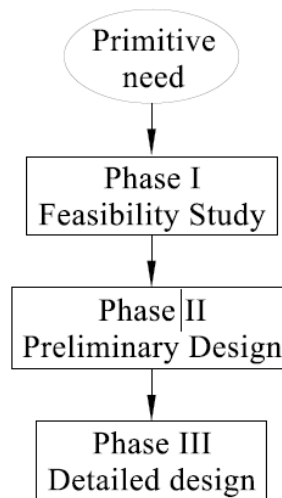 Primitive
need
Phase I
Feasibility Study
Phase II
Preliminary Design
Phase III
Detailed design